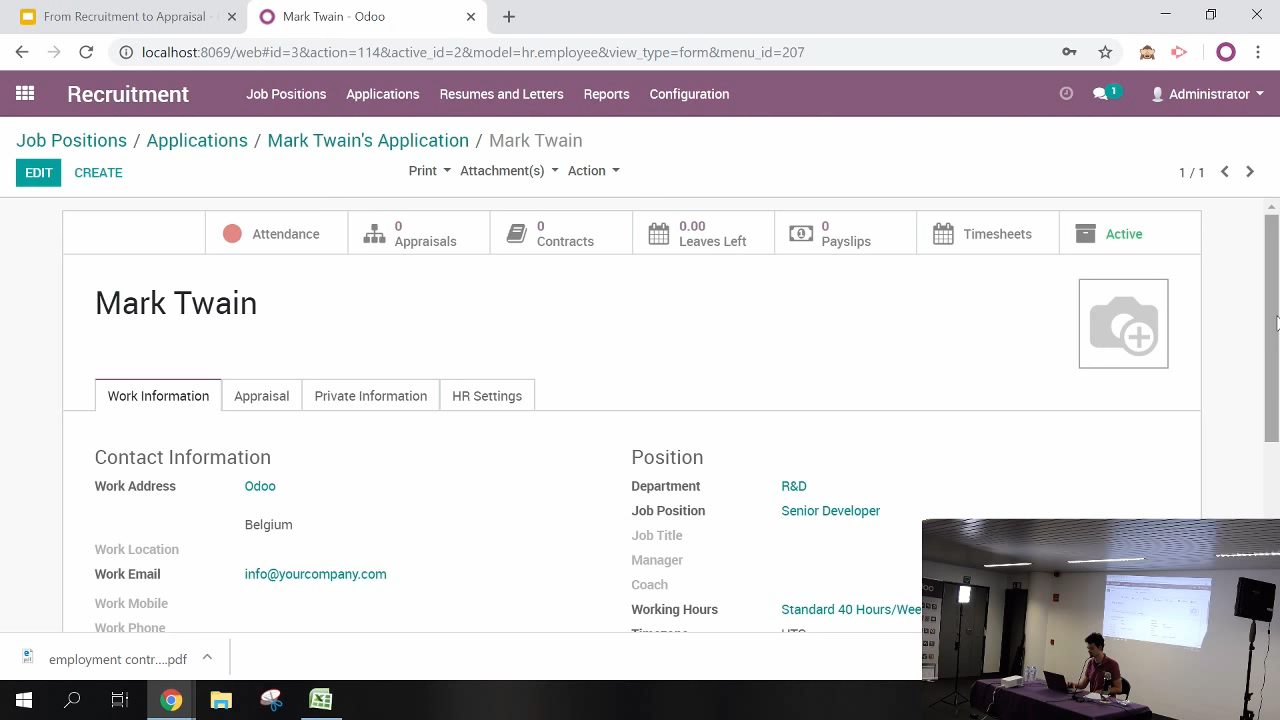 From Recruitment to Appraisal -
Mark Twain - Odoo
localhost:8069/web#id=3&action=114&active_id=2&model=hr.employee&view_type=form&menu_id=207
Recruitment
Job Positions
Applications
Resumes and Letters
Reports
Configuration
1
Administrator
Job Positions / Applications / Mark Twain's Application / Mark Twain
EDIT
CREATE
Print
Attachment(s)
Action
1 / 1
Attendance
0
Appraisals
0
Contracts
0.00
Leaves Left
0
Payslips
Timesheets
Active
Mark Twain
Work Information
Appraisal
Private Information
HR Settings
Contact Information
Work Address Odoo
Belgium
Work Location
Work Email info@yourcompany.com
Work Mobile
Work Phone
Position
Department R&D
Job Position Senior Developer
Job Title
Manager
Coach
Working Hours Standard 40 Hours/Wee
Timezone UTC
employment contr....pdf